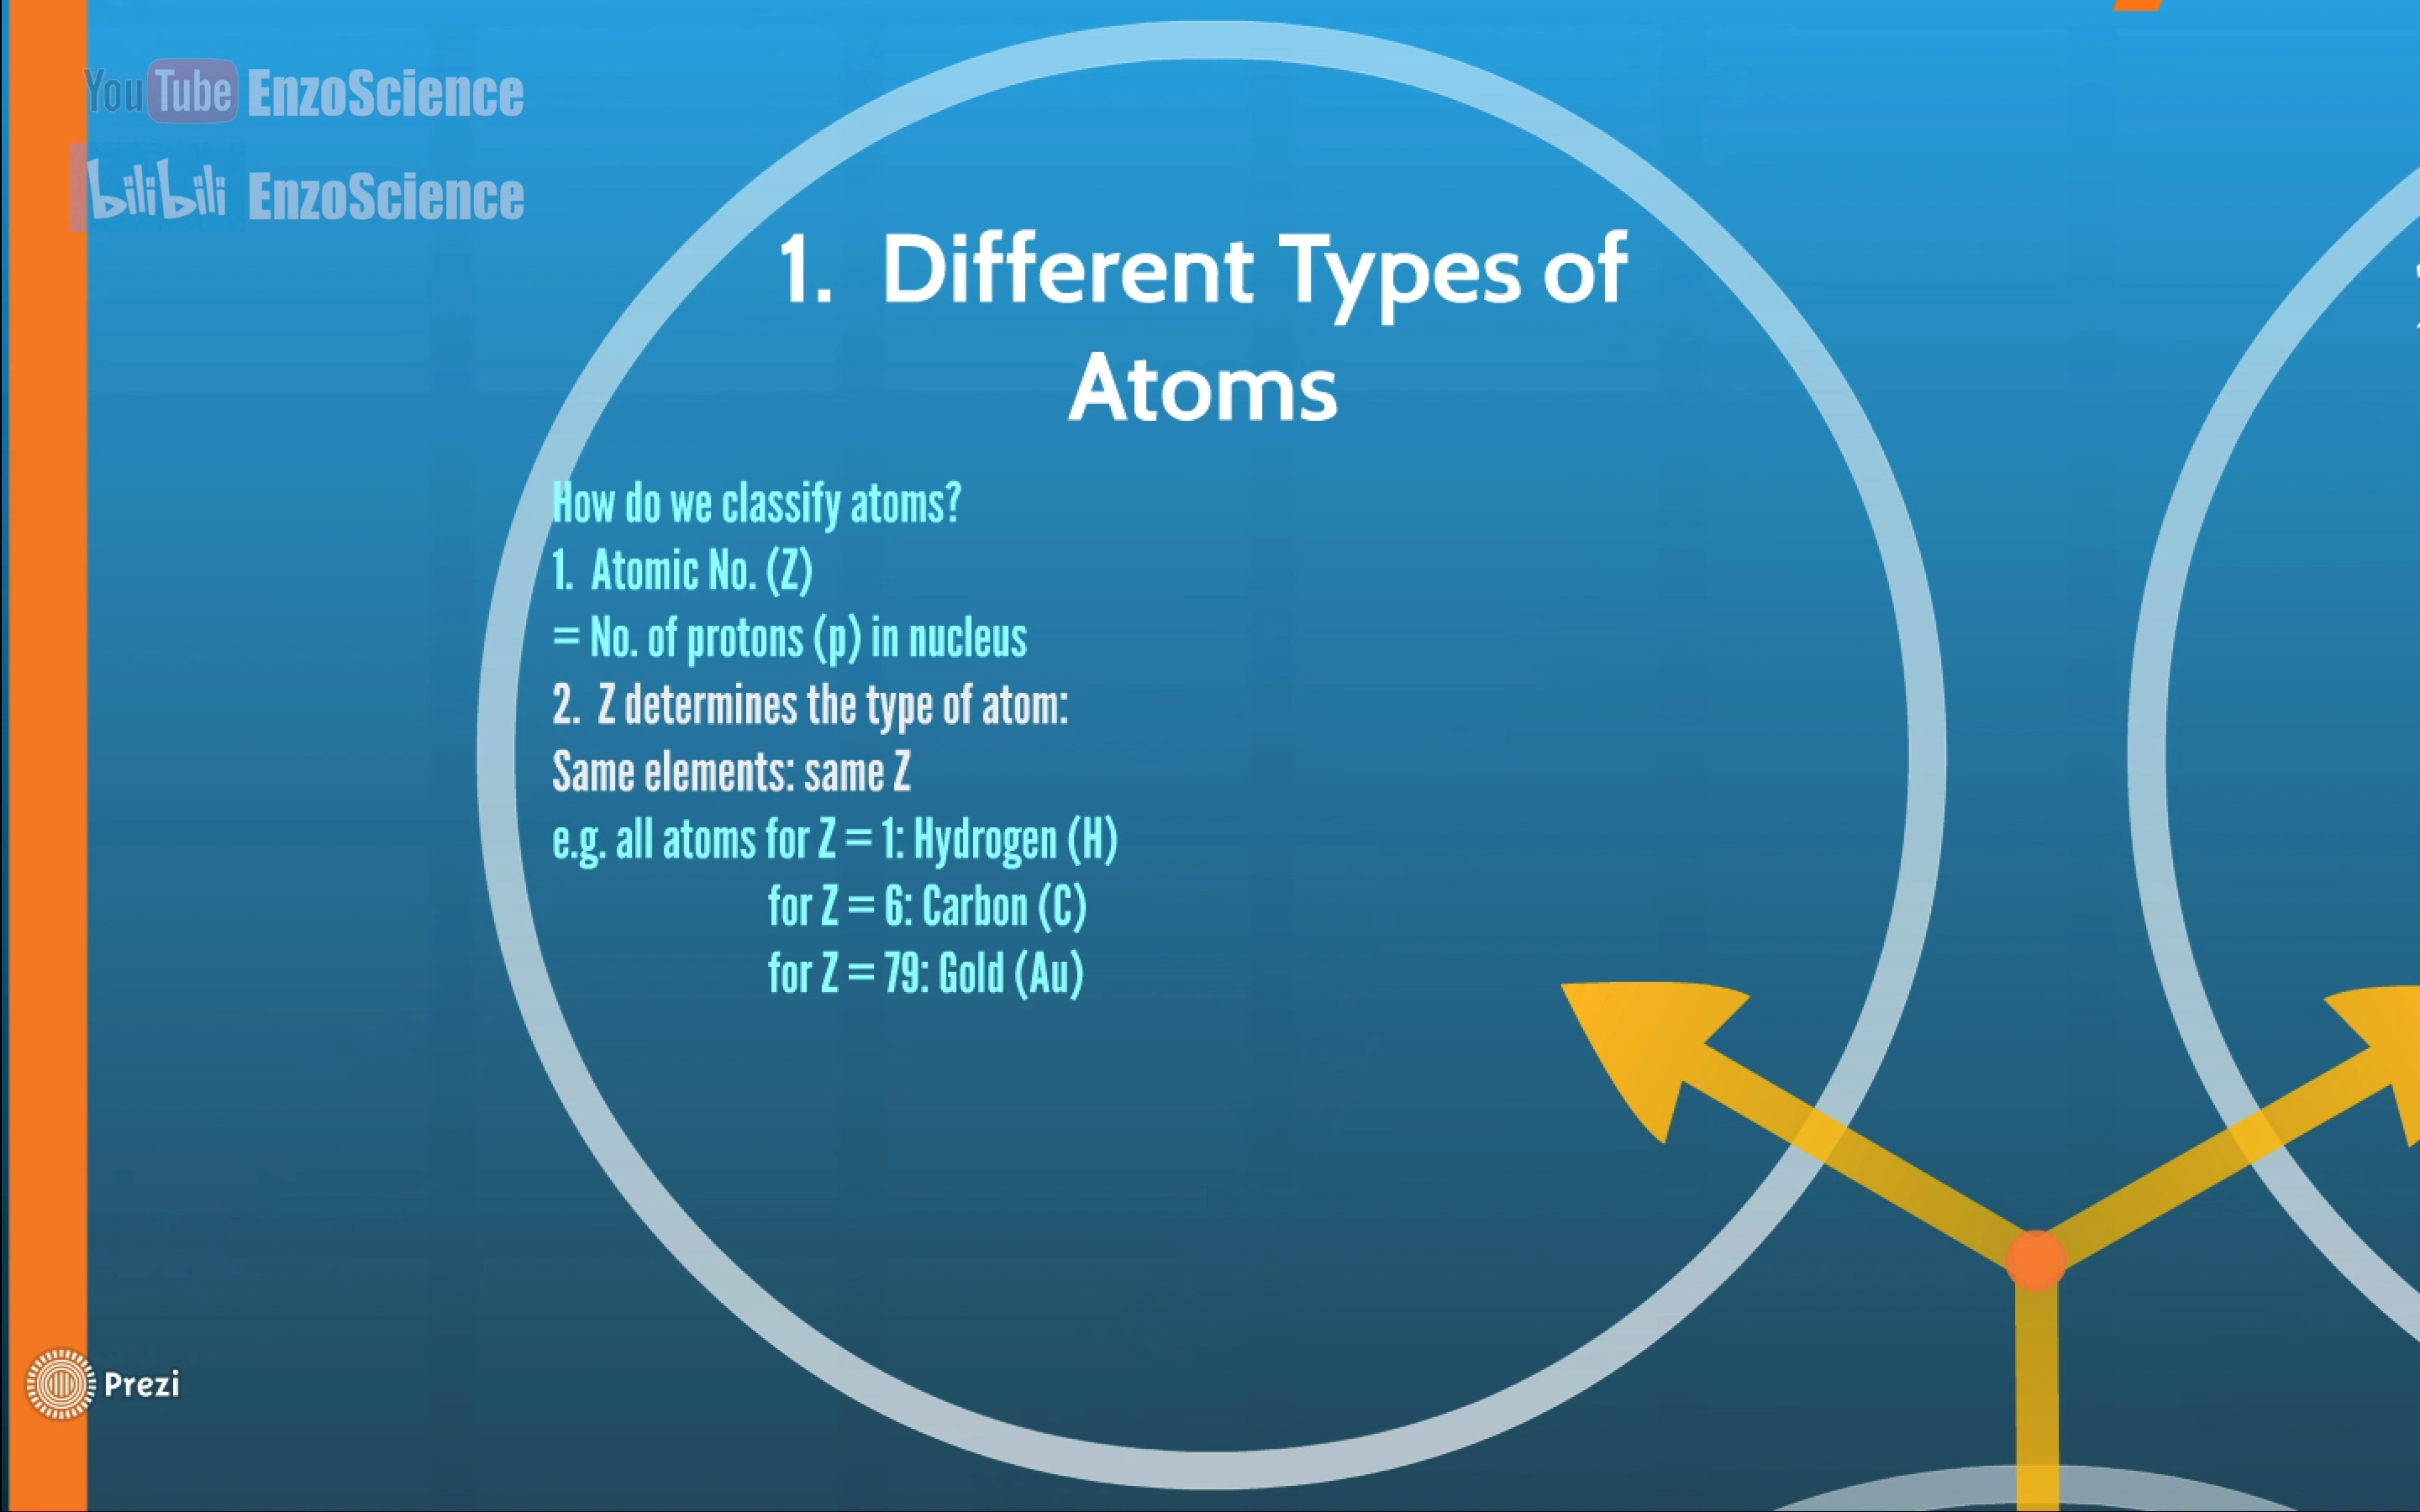 YouTube EnzoScience
bilibili EnzoScience
1. Different Types of
Atoms
How do we classify atoms?
1. Atomic No. (Z)
= No. of protons (p) in nucleus
2. Z determines the type of atom:
Same elements: same Z
e.g. all atoms for Z = 1: Hydrogen (H)
for Z = 6: Carbon (C)
for Z = 79: Gold (Au)
Prezi